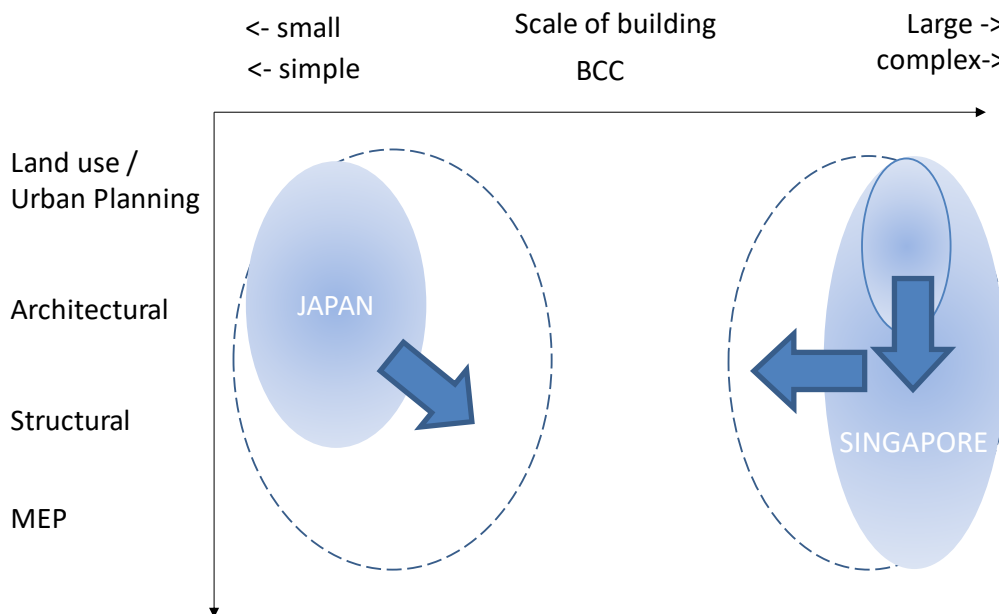 <- small
Scale of building
Large ->
<- simple
BCC
complex->
Land use /
Urban Planning
Architectural
JAPAN
Structural
SINGAPORE
MEP